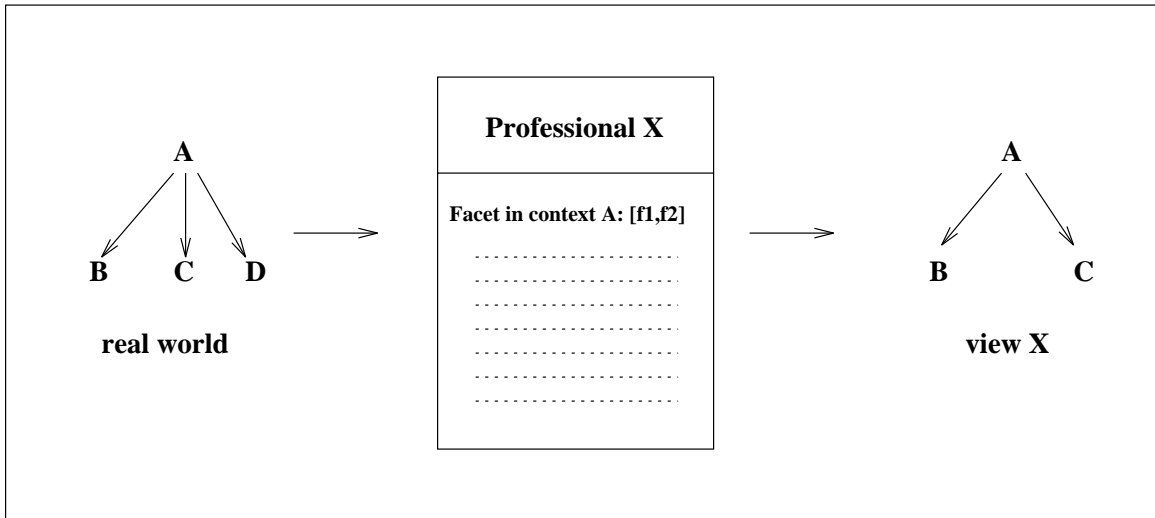 Professional X
A
A
Facet in context A: [f1,f2]
B C D
B C
real world
view X